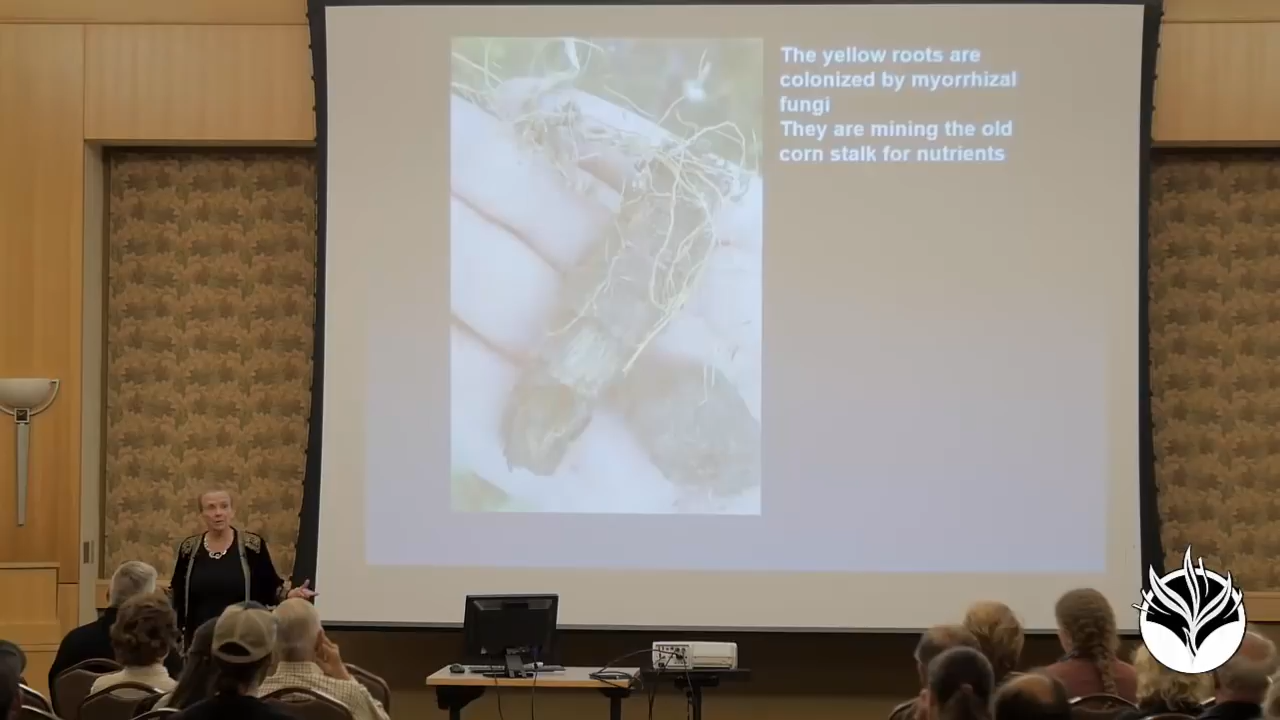 The yellow roots are
colonized by myorrhizal
fungi
They are mining the old
corn stalk for nutrients